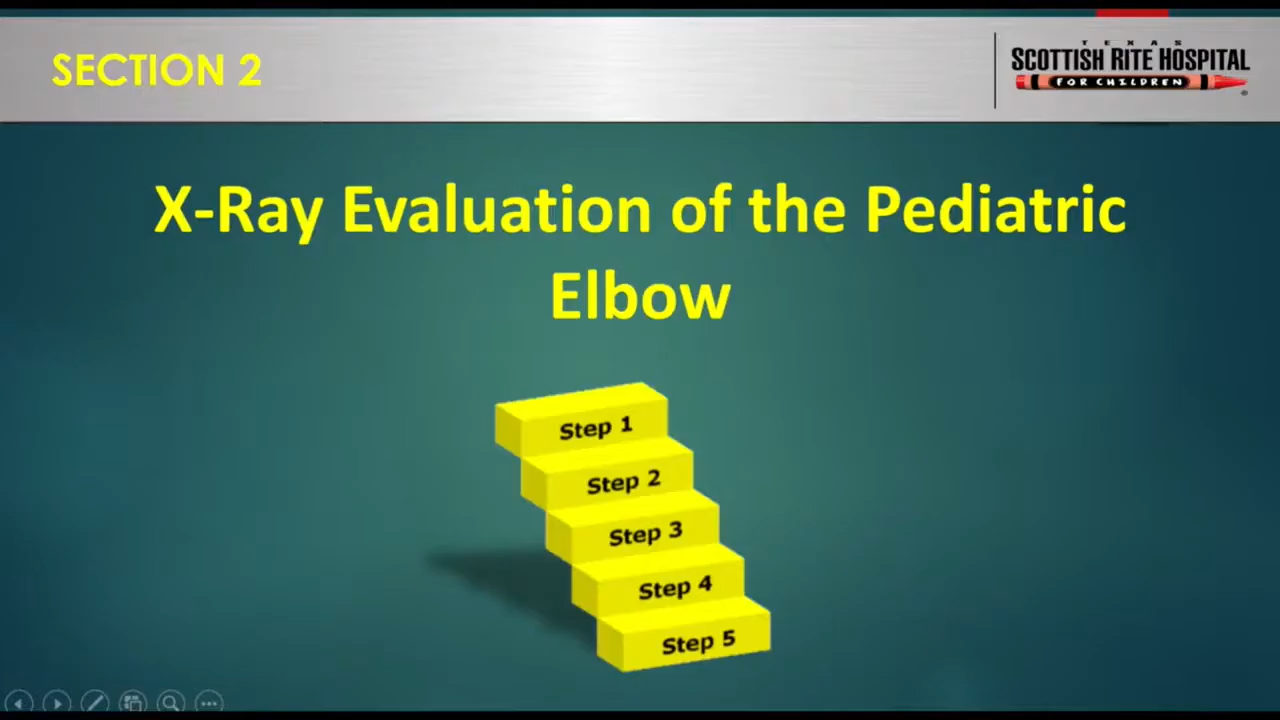 SECTION 2
TEXAS
SCOTTISH RITE HOSPITAL
FOR CHILDREN
®
X-Ray Evaluation of the Pediatric
Elbow
Step 1
Step 2
Step 3
Step 4
Step 5